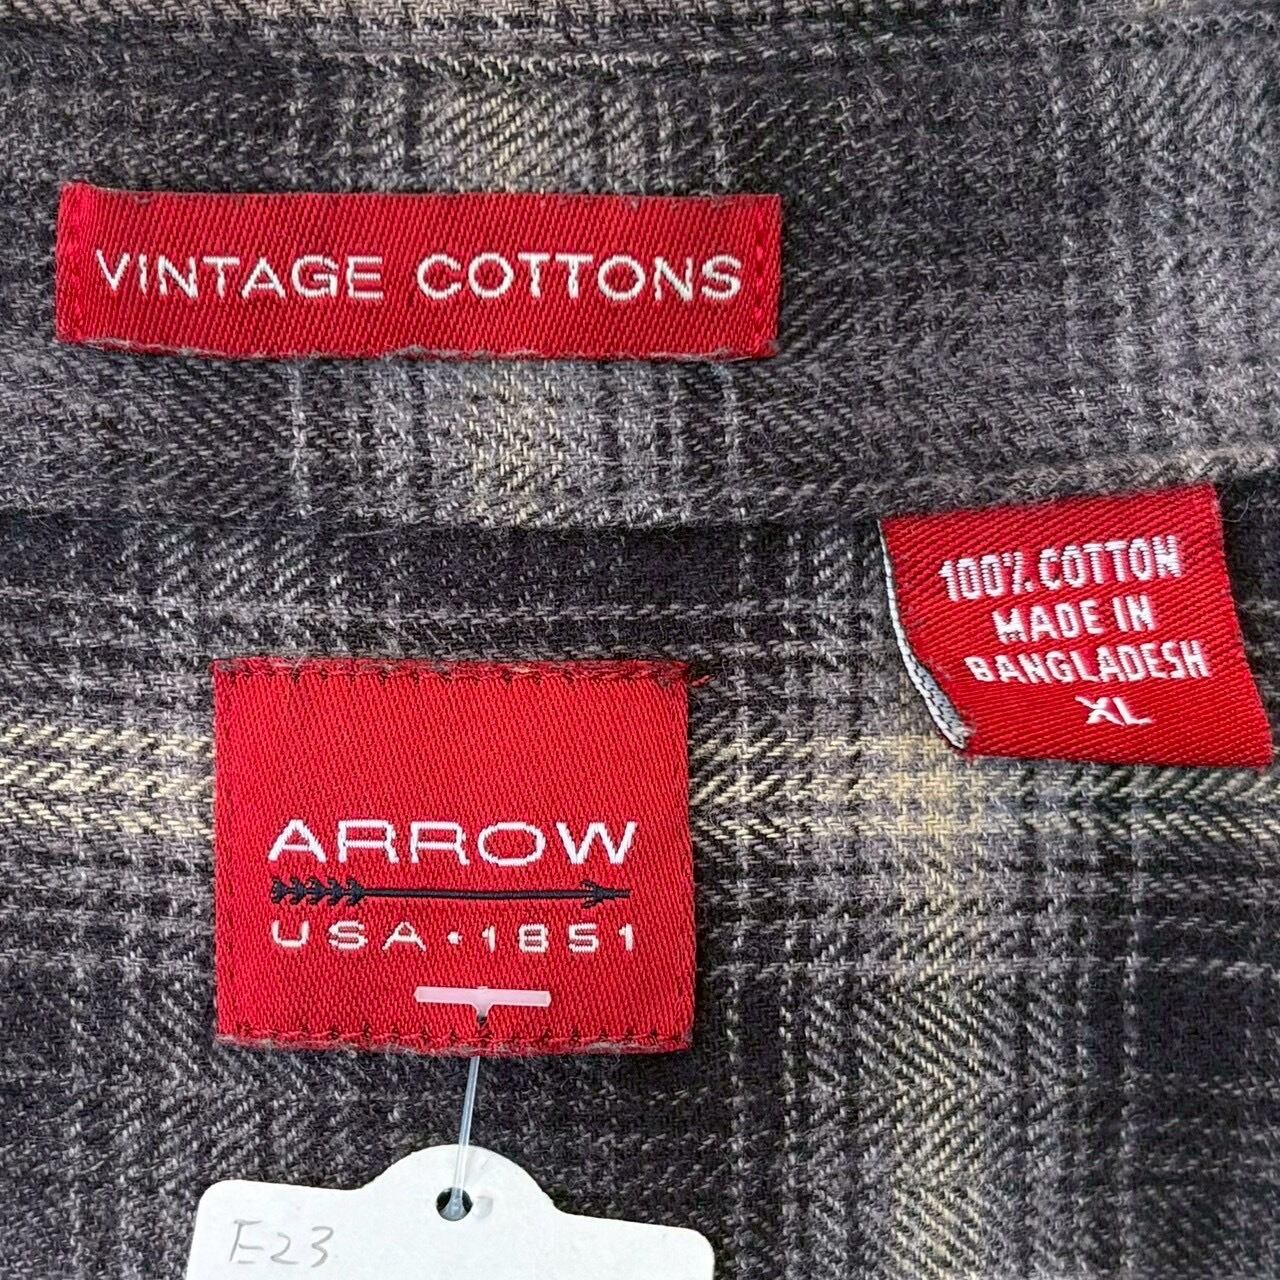 VINTAGE COTTONS
100% COTTON
MADE IN
BANGLADESH
XL
ARROW
USA · 1851
E23